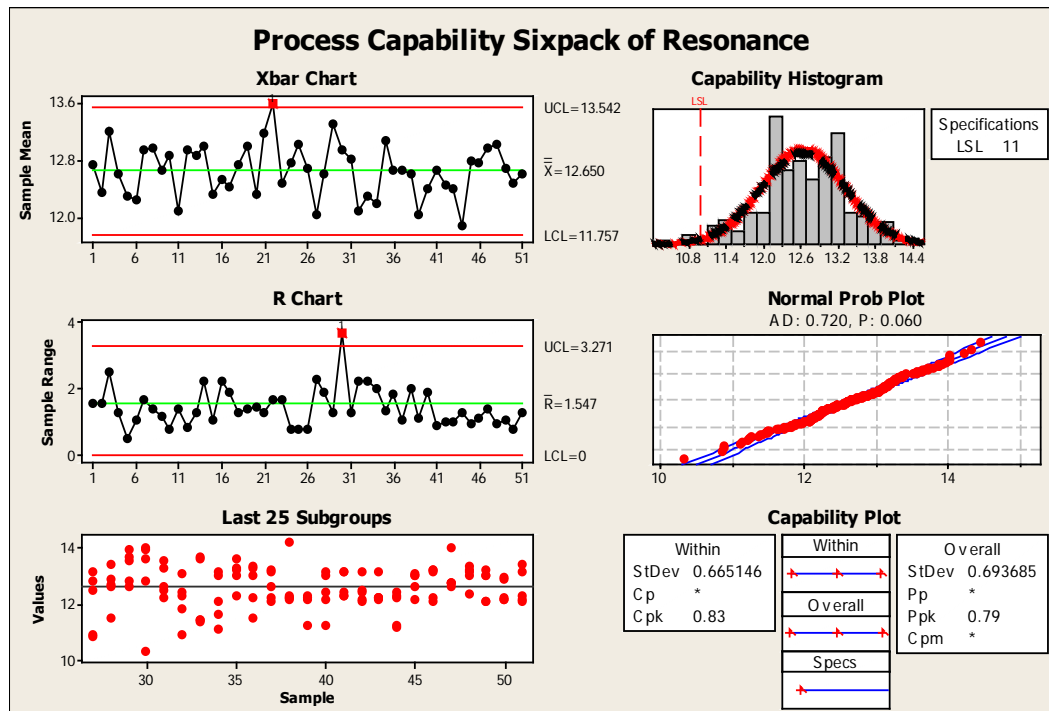 Process Capability Sixpack of Resonance
Xbar Chart
Sample Mean
13.6
12.8
12.0
1
UCL=13.542
X=12.650
LCL=11.757
1 6 11 16 21 26 31 36 41 46 51
Capability Histogram
LSL
10.8 11.4 12.0 12.6 13.2 13.8 14.4
Specifications
LSL 11
R Chart
Sample Range
4
2
0
1
UCL=3.271
R=1.547
LCL=0
1 6 11 16 21 26 31 36 41 46 51
Normal Prob Plot
AD: 0.720, P: 0.060
10 12 14
Last 25 Subgroups
Values
14
12
10
30 35 40 45 50
Sample
Capability Plot
Within
StDev 0.665146
Cp *
Cpk 0.83
Within
Overall
Specs
Overall
StDev 0.693685
Pp *
Ppk 0.79
Cpm *